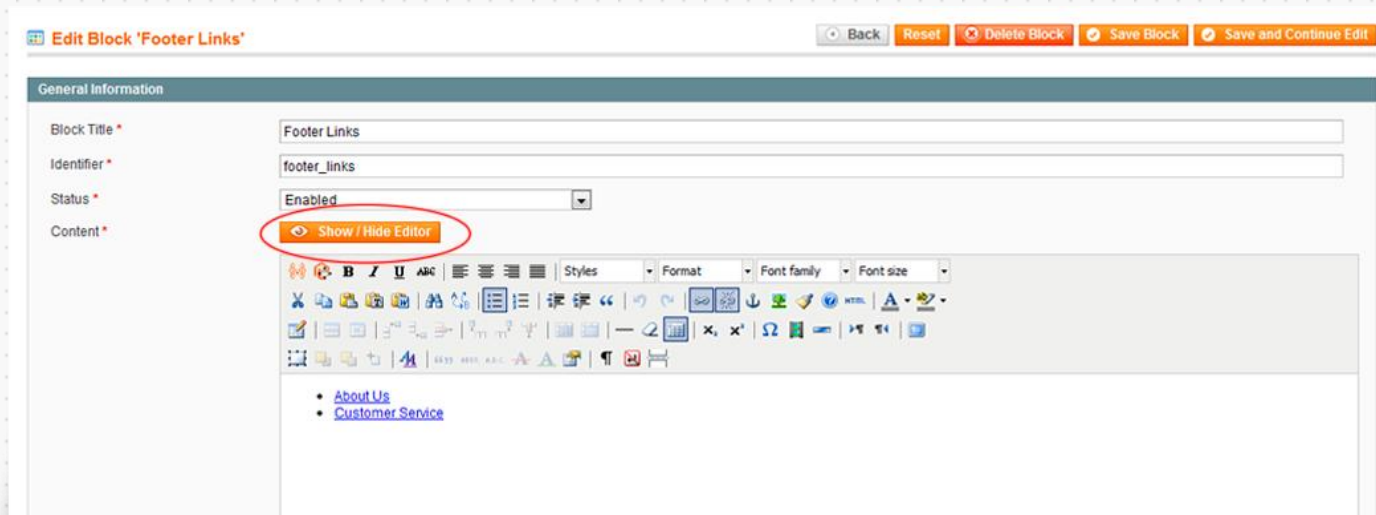 Edit Block 'Footer Links'
Back Reset Delete Block Save Block Save and Continue Edit
General Information
Block Title *
Footer Links
Identifier *
footer_links
Status *
Enabled
Content *
Show / Hide Editor
B I U ABC Styles Format Font family Font size
HTML A
A
¶
About Us
Customer Service